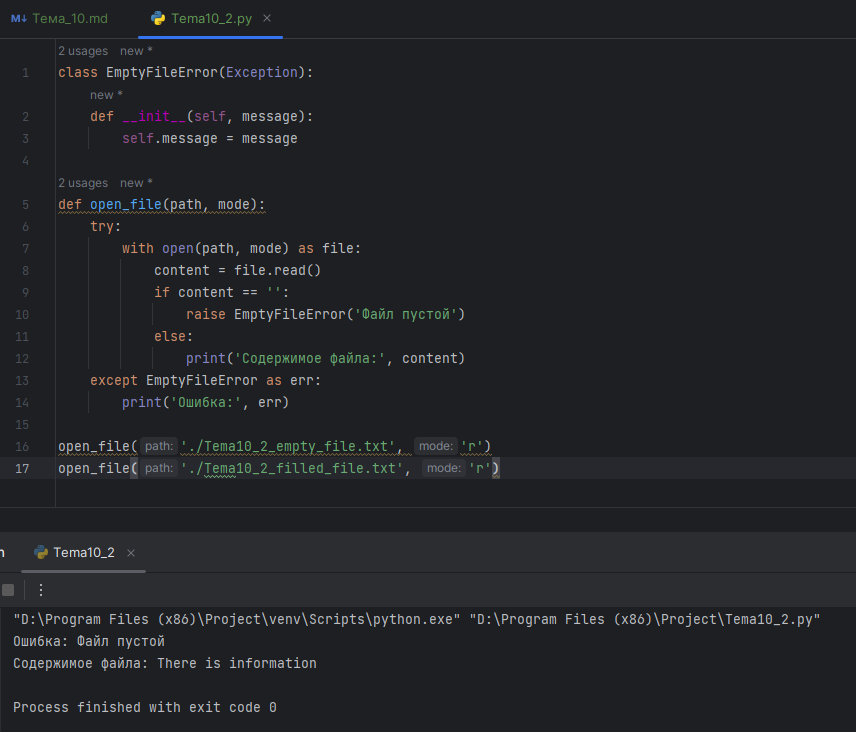 M↓ Тема_10.md Tema10_2.py ×
2 usages new *
1 class EmptyFileError(Exception):
new *
2 def __init__(self, message):
3 self.message = message
4
2 usages new *
5 def open_file(path, mode):
6 try:
7 with open(path, mode) as file:
8 content = file.read()
9 if content == '':
10 raise EmptyFileError('Файл пустой')
11 else:
12 print('Содержимое файла:', content)
13 except EmptyFileError as err:
14 print('Ошибка:', err)
15
16 open_file( path: './Tema10_2_empty_file.txt', mode: 'r')
17 open_file( path: './Tema10_2_filled_file.txt', mode: 'r')
n Tema10_2 ×
"D:\Program Files (x86)\Project\venv\Scripts\python.exe" "D:\Program Files (x86)\Project\Tema10_2.py"
Ошибка: Файл пустой
Содержимое файла: There is information
Process finished with exit code 0